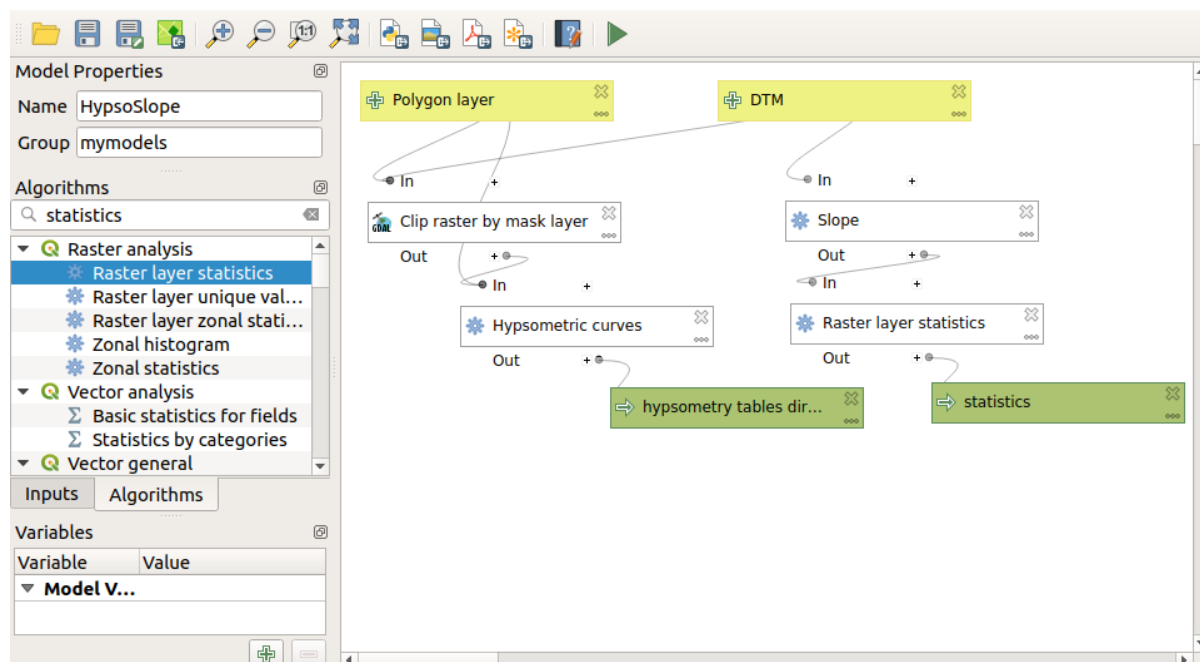 1:1
Model Properties
Name HypsoSlope
Group mymodels
Algorithms
statistics
Raster analysis
Raster layer statistics
Raster layer unique val...
Raster layer zonal stati...
Zonal histogram
Zonal statistics
Vector analysis
Basic statistics for fields
Statistics by categories
Vector general
Inputs Algorithms
Variables
Variable Value
Model V...
Polygon layer
DTM
In +
In +
GDAL
Clip raster by mask layer
Slope
Out +
Out +
In +
In +
Hypsometric curves
Raster layer statistics
Out +
Out +
hypsometry tables dir...
statistics